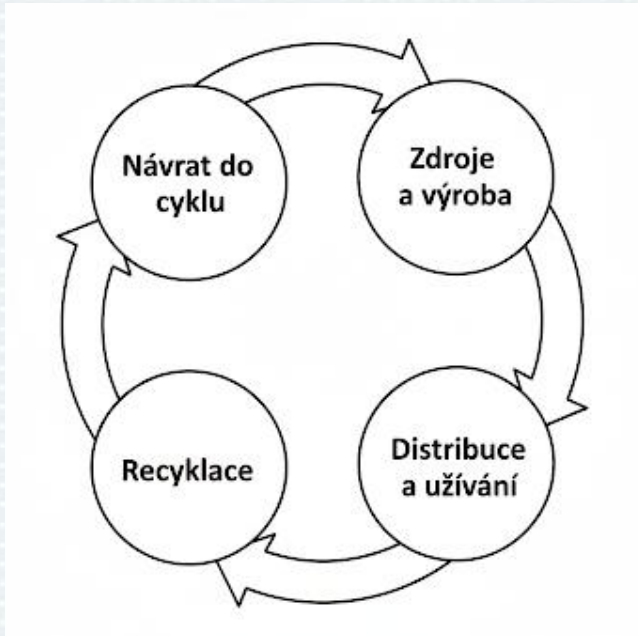 Návrat do
cyklu
Zdroje
a výroba
Recyklace
Distribuce
a užívání